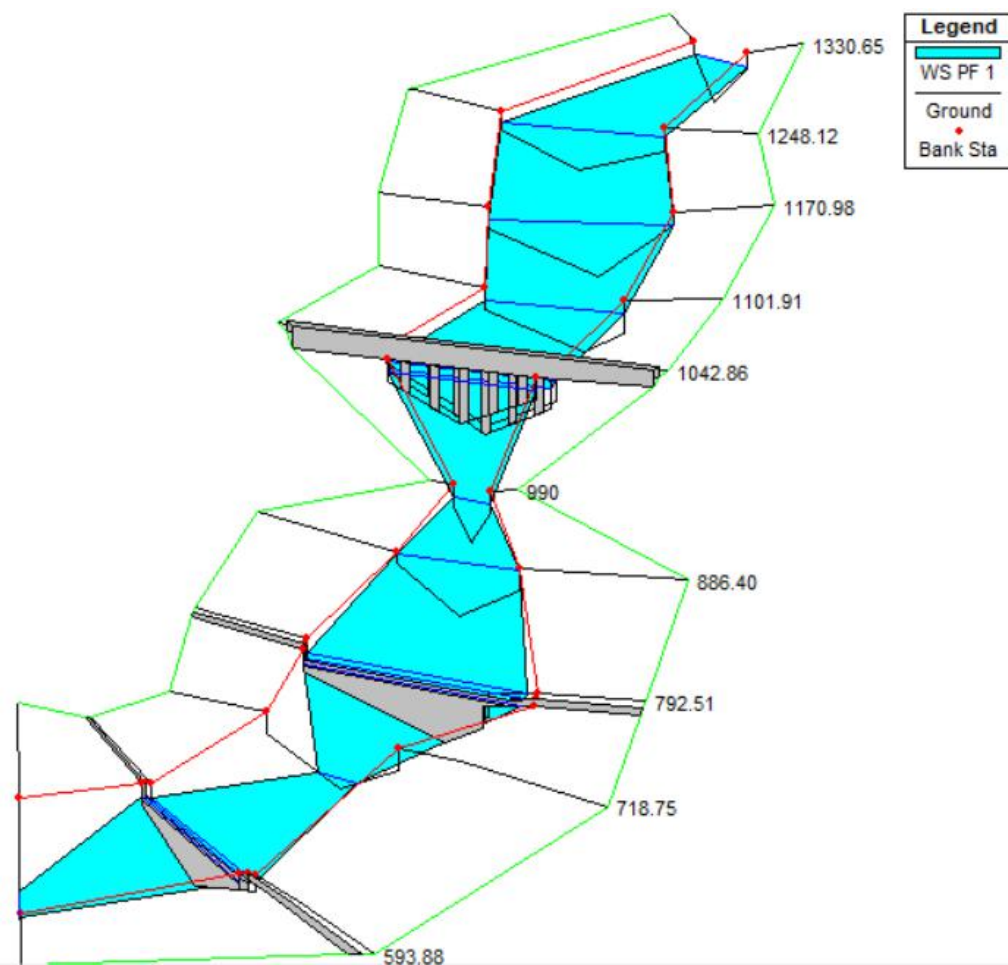 Legend
WS PF 1
Ground
Bank Sta
1330.65
1248.12
1170.98
1101.91
1042.86
990
886.40
792.51
718.75
593.88